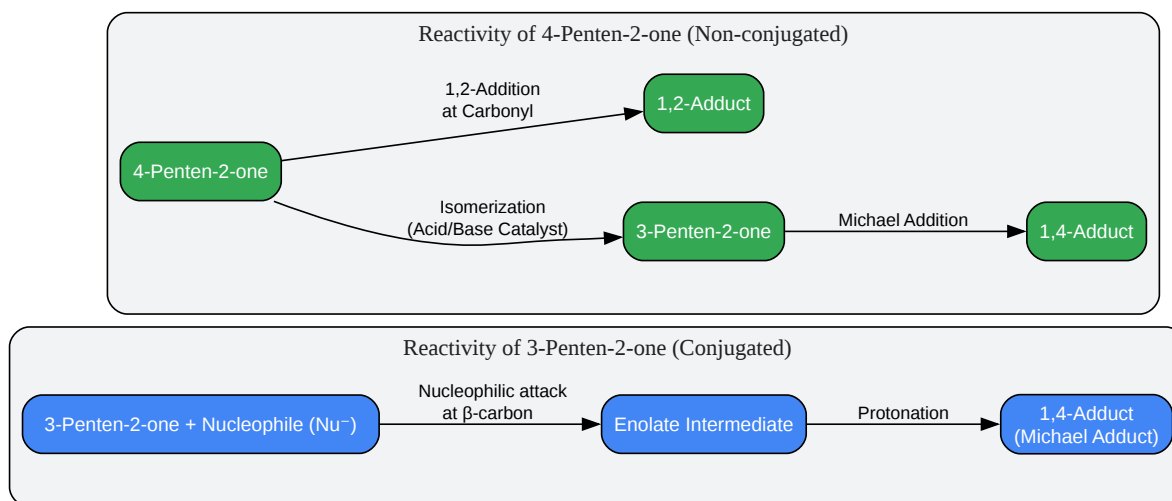 Reactivity of 4-Penten-2-one (Non-conjugated)
1,2-Addition
at Carbonyl
1,2-Adduct
4-Penten-2-one
Isomerization
(Acid/Base Catalyst)
3-Penten-2-one
Michael Addition
1,4-Adduct
Reactivity of 3-Penten-2-one (Conjugated)
3-Penten-2-one + Nucleophile (Nu⁻)
Nucleophilic attack
at β-carbon
Enolate Intermediate
Protonation
1,4-Adduct
(Michael Adduct)